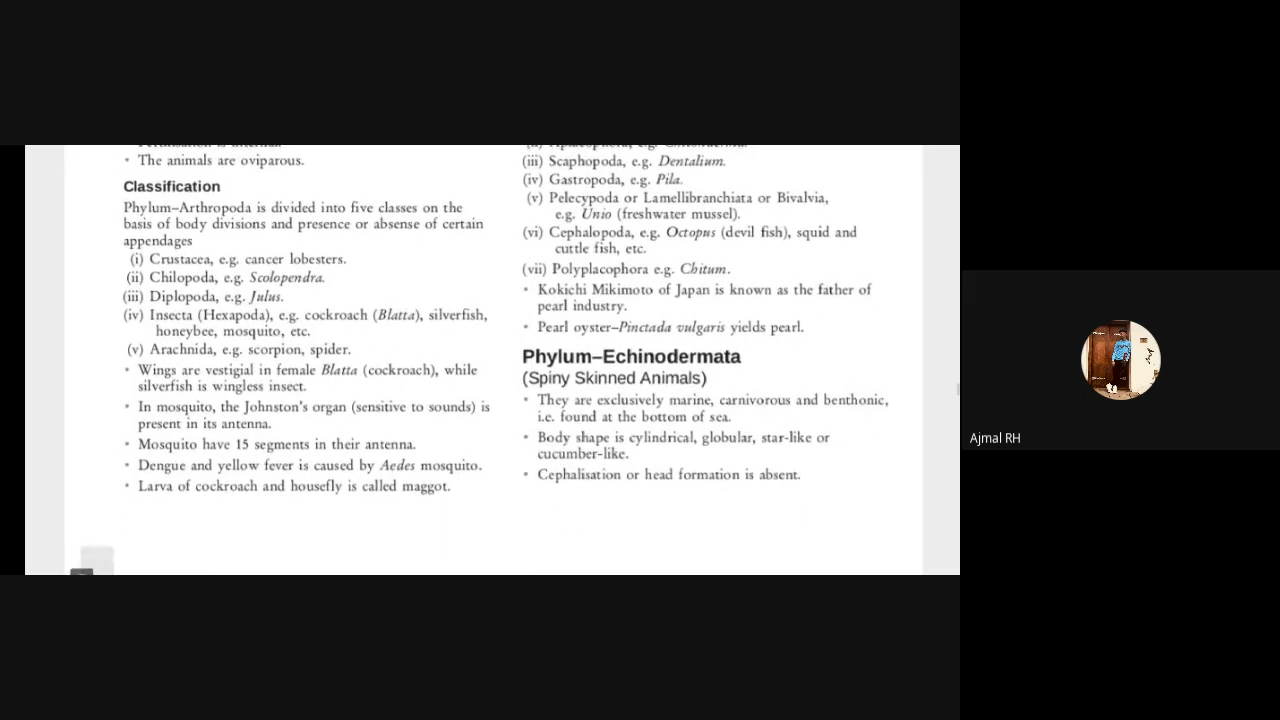 Fertilisation is internal.
• The animals are oviparous.
Classification
Phylum–Arthropoda is divided into five classes on the
basis of body divisions and presence or absense of certain
appendages
(i) Crustacea, e.g. cancer lobesters.
(ii) Chilopoda, e.g. Scolopendra.
(iii) Diplopoda, e.g. Julus.
(iv) Insecta (Hexapoda), e.g. cockroach (Blatta), silverfish,
honeybee, mosquito, etc.
(v) Arachnida, e.g. scorpion, spider.
• Wings are vestigial in female Blatta (cockroach), while
silverfish is wingless insect.
• In mosquito, the Johnston's organ (sensitive to sounds) is
present in its antenna.
• Mosquito have 15 segments in their antenna.
• Dengue and yellow fever is caused by Aedes mosquito.
• Larva of cockroach and housefly is called maggot.
(iii) Scaphopoda, e.g. Dentalium.
(iv) Gastropoda, e.g. Pila.
(v) Pelecypoda or Lamellibranchiata or Bivalvia,
e.g. Unio (freshwater mussel).
(vi) Cephalopoda, e.g. Octopus (devil fish), squid and
cuttle fish, etc.
(vii) Polyplacophora e.g. Chitum.
• Kokichi Mikimoto of Japan is known as the father of
pearl industry.
• Pearl oyster–Pinctada vulgaris yields pearl.
Phylum–Echinodermata
(Spiny Skinned Animals)
• They are exclusively marine, carnivorous and benthonic,
i.e. found at the bottom of sea.
• Body shape is cylindrical, globular, star-like or
cucumber-like.
• Cephalisation or head formation is absent.
Ajmal RH